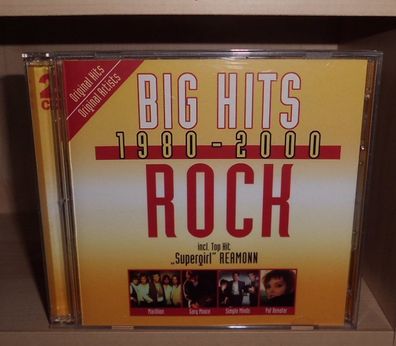 2
CD
Original Hits
Original Artists
BIG HITS
1980-2000
ROCK
incl. Top Hit
„Supergirl" REAMONN
Marillion
Gary Moore
Simple Minds
Pat Benatar